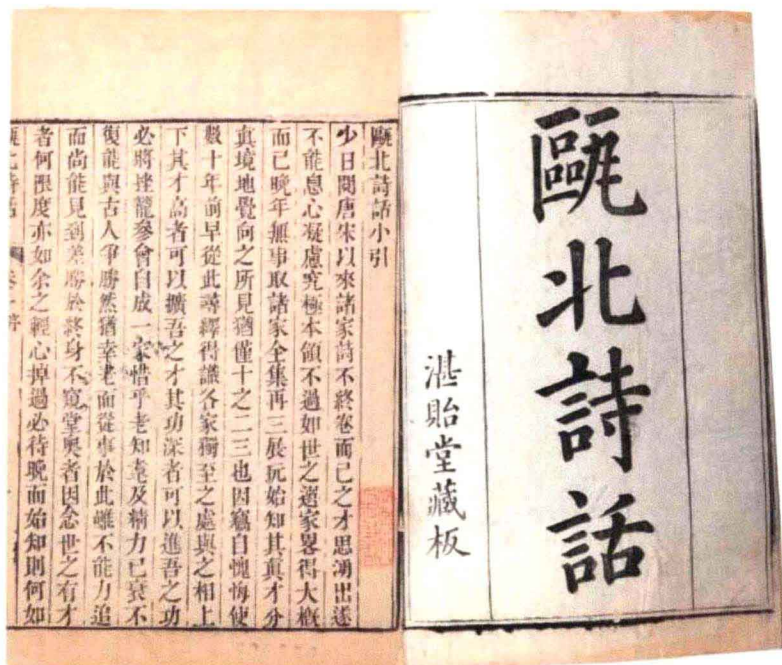 甌北詩話
湛貽堂藏板
甌北詩話小引
少日閱唐宋以來諸家詩不終卷而己之才思湧出遂
不能息心凝慮究極本領不過如世之選家畧得大概
而已晚年無事取諸家全集再三展玩始知其真才分
真境地覺向之所見猶僅十之二三也因竊自愧悔使
數十年前早從此尋繹得識各家獨至之處與之相上
下其才高者可以擴吾之才其功深者可以進吾之功
必將挫籠參會自成一家惜乎老知耄及精力已衰不
復能與古人爭勝然猶幸老而從事於此雖不能力追
而尚能見到差勝於終身不窺堂奧者因念世之有才
者何限度亦如余之輕心掉過必待晚而始知則何如
甌北詩話